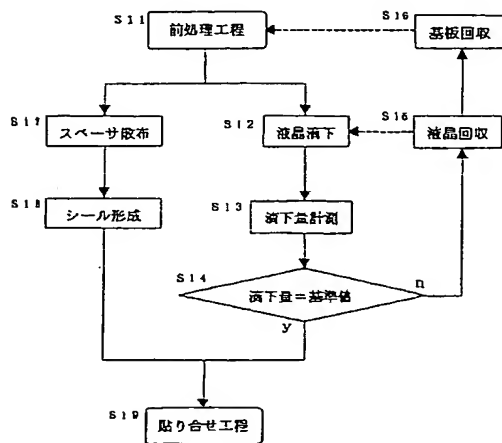 S11
前処理工程
S16
基板回収
S17
スペーサ散布
S12
液晶滴下
S15
液晶回収
S18
シール形成
S13
滴下量計測
S14
滴下量=基準値
n
y
S19
貼り合せ工程